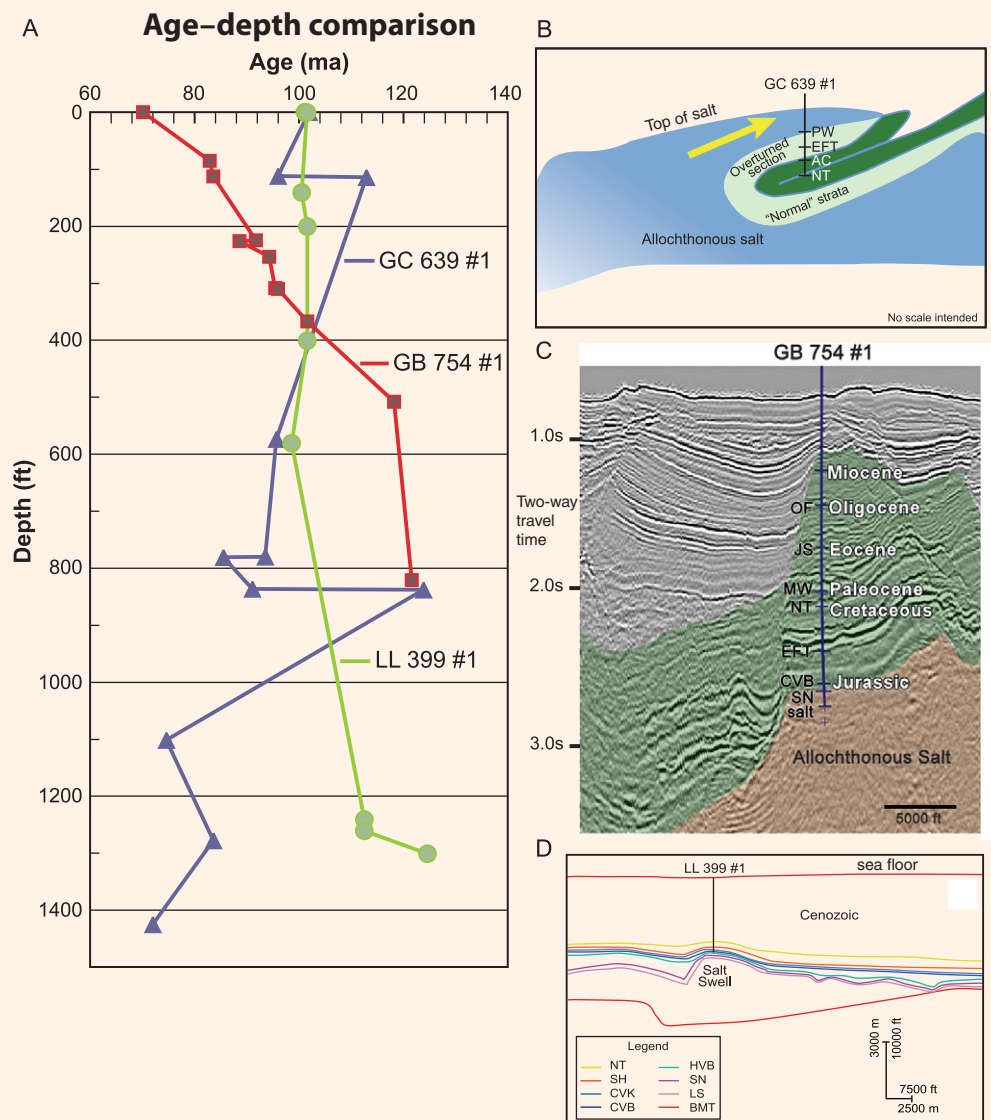 A
Age–depth comparison
Age (ma)
60 80 100 120 140
Depth (ft)
0
200
400
600
800
1000
1200
1400
GC 639 #1
GB 754 #1
LL 399 #1
B
GC 639 #1
Top of salt
PW
EFT
AC
NT
Overturned
section
"Normal" strata
Allochthonous salt
No scale intended
C
GB 754 #1
Two-way
travel
time
1.0s
2.0s
3.0s
Miocene
OF Oligocene
JS Eocene
MW Paleocene
NT Cretaceous
EFT
CVB Jurassic
SN
salt
Allochthonous Salt
5000 ft
D
LL 399 #1
sea floor
Cenozoic
Salt
Swell
Legend
NT HVB
SH SN
CVK LS
CVB BMT
3000 m
10000 ft
7500 ft
2500 m